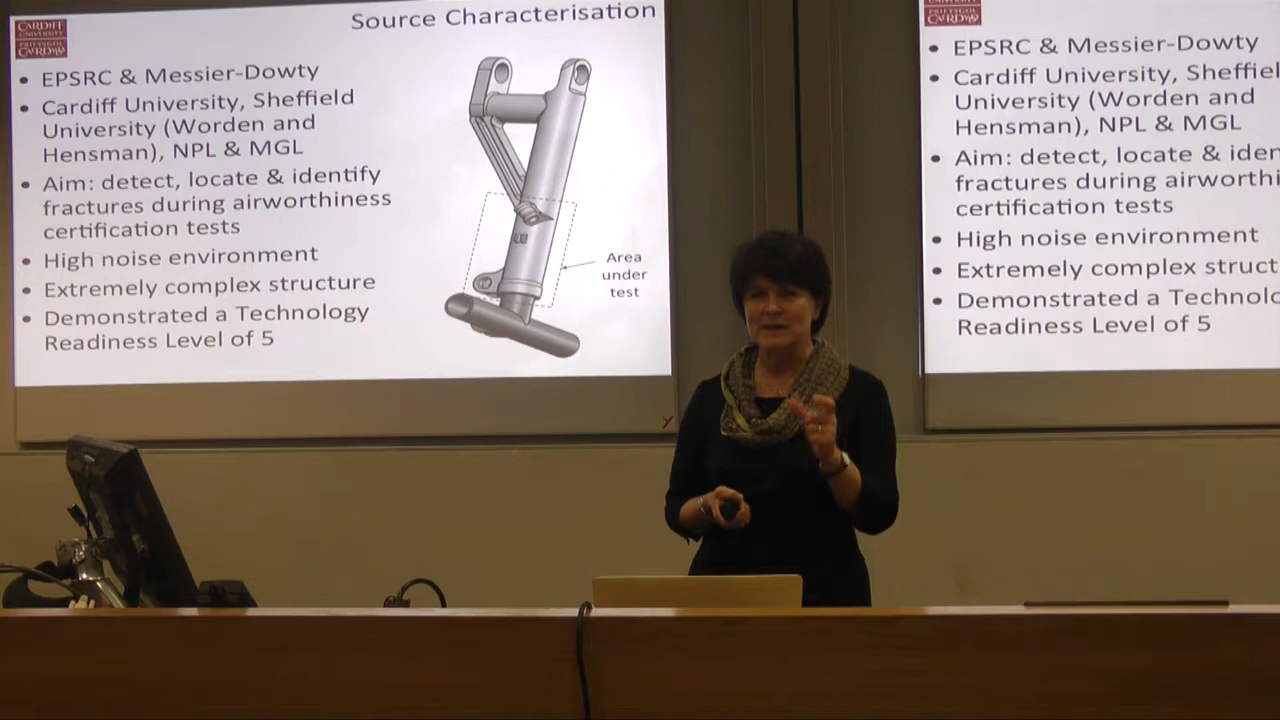 CARDIFF
UNIVERSITY
PRIFYSGOL
CAERDYDD
Source Characterisation
• EPSRC & Messier-Dowty
• Cardiff University, Sheffield
University (Worden and
Hensman), NPL & MGL
• Aim: detect, locate & identify
fractures during airworthiness
certification tests
• High noise environment
• Extremely complex structure
• Demonstrated a Technology
Readiness Level of 5
Area
under
test
UNIVERSITY
PRIFYSGOL
• EPSRC & Messier-Dowty
• Cardiff University, Sheffiel
University (Worden and
Hensman), NPL & MGL
• Aim: detect, locate & iden
fractures during airworthi
certification tests
• High noise environment
• Extremely complex struct
• Demonstrated a Technolo
Readiness Level of 5